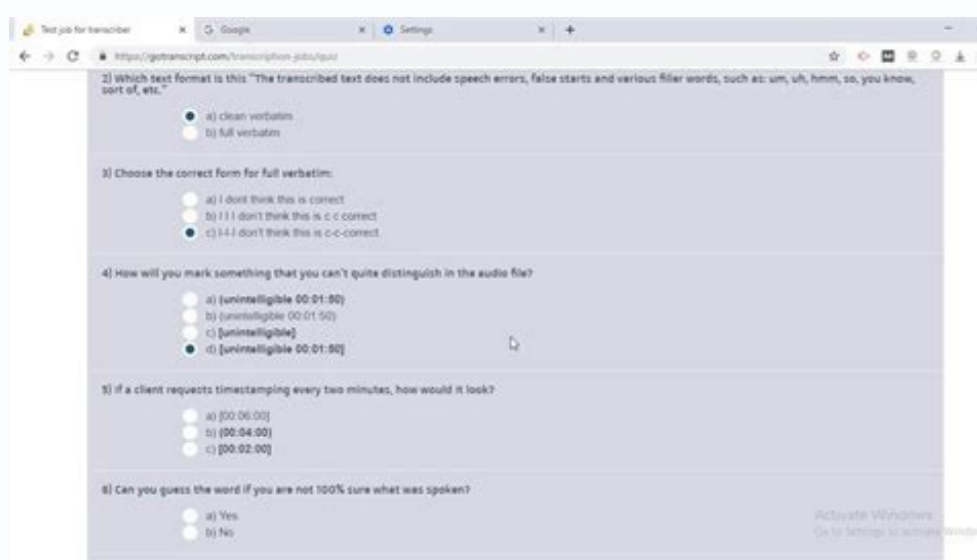 Test job for transcriber
Google
Settings
https://gotranscript.com/transcription-jobs/quiz
2) Which text format is this "The transcribed text does not include speech errors, false starts and various filler words, such as: um, uh, hmm, so, you know,
sort of, etc."
a) clean verbatim
b) full verbatim
3) Choose the correct form for full verbatim:
a) I dont think this is correct
b) I I I don't think this is c c correct
c) I-I-I don't think this is c-c-correct.
4) How will you mark something that you can't quite distinguish in the audio file?
a) (unintelligible 00:01:50)
b) (unintelligible 00:01:50)
c) [unintelligible]
d) [unintelligible 00:01:50]
5) If a client requests timestamping every two minutes, how would it look?
a) [00:06:00]
b) (00:04:00)
c) [00:02:00]
6) Can you guess the word if you are not 100% sure what was spoken?
a) Yes
b) No
Activate Windows
Go to Settings to activate Windo